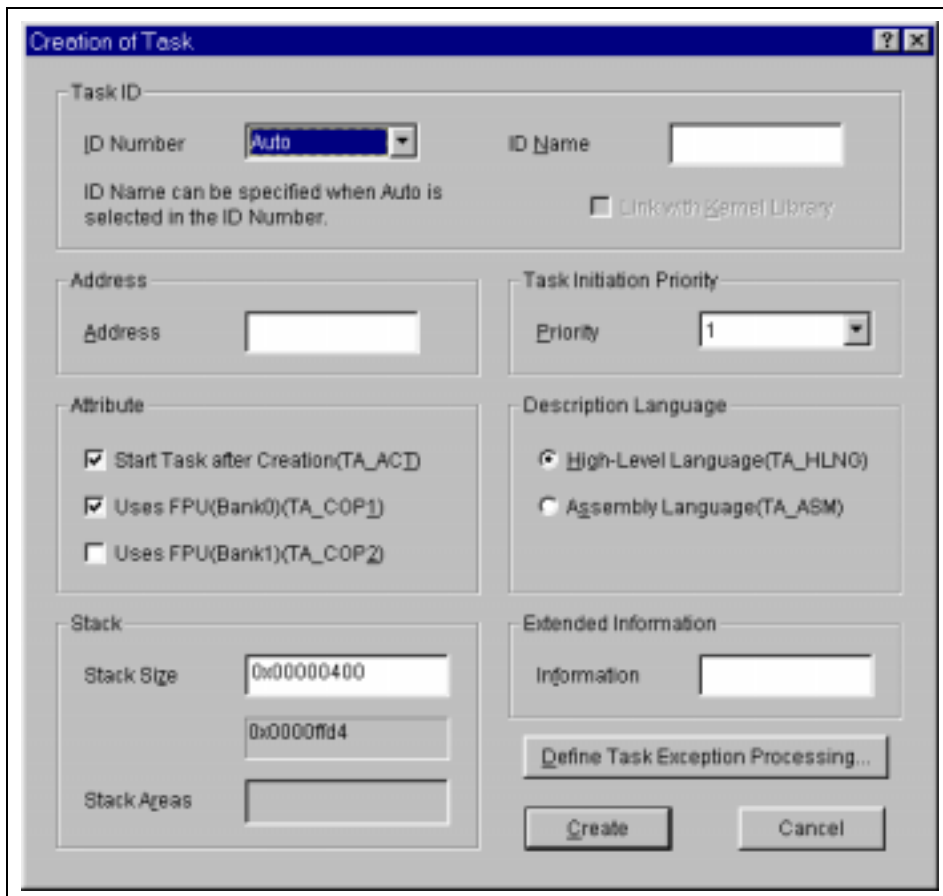 Creation of Task
Task ID
ID Number
Auto
ID Name
ID Name can be specified when Auto is
selected in the ID Number.
Link with Kernel Library
Address
Address
Task Initiation Priority
Priority
1
Attribute
Start Task after Creation(TA_ACT)
Uses FPU(Bank0)(TA_COP1)
Uses FPU(Bank1)(TA_COP2)
Description Language
High-Level Language(TA_HLNG)
Assembly Language(TA_ASM)
Stack
Stack Size
0x00000400
0x0000ffd4
Stack Areas
Extended Information
Information
Define Task Exception Processing...
Create
Cancel